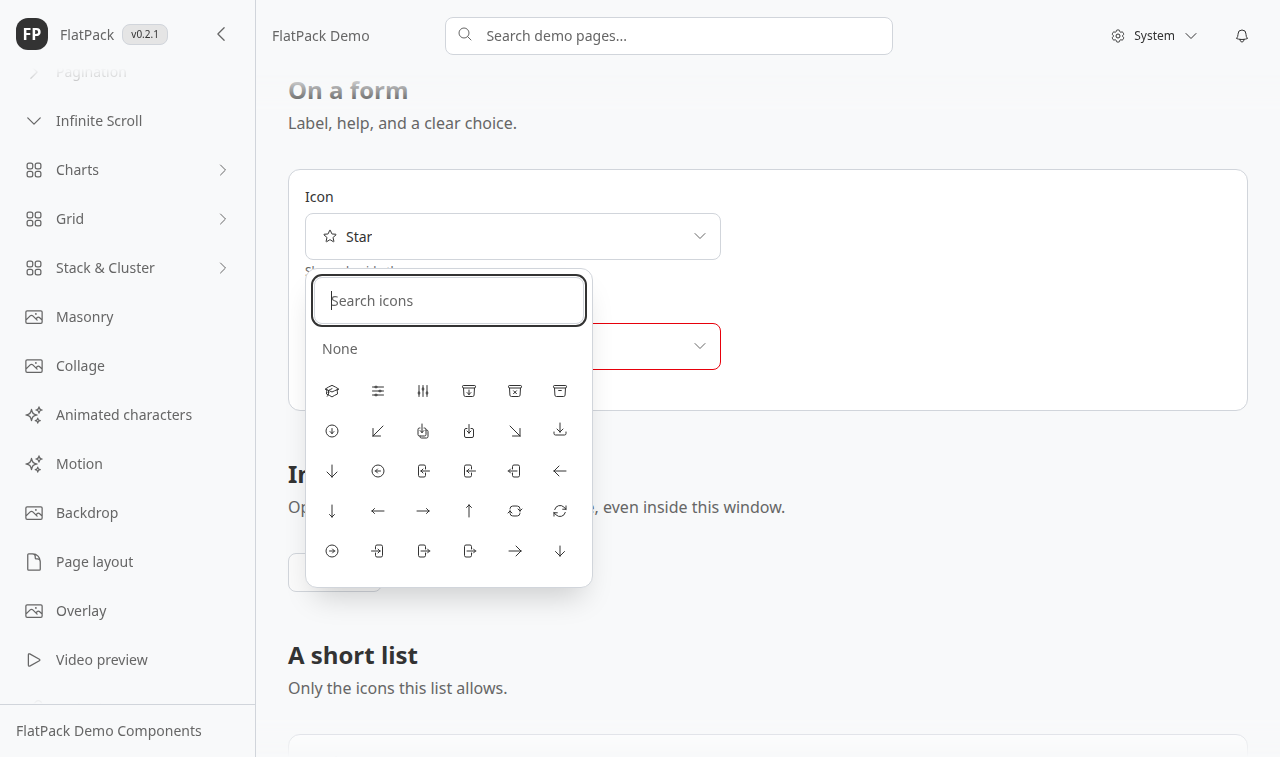 FP
FlatPack
v0.2.1
FlatPack Demo
Search demo pages...
System
Pagination
Infinite Scroll
Charts
Grid
Stack & Cluster
Masonry
Collage
Animated characters
Motion
Backdrop
Page layout
Overlay
Video preview
FlatPack Demo Components
On a form
Label, help, and a clear choice.
Icon
Star
Search icons
None
even inside this window.
A short list
Only the icons this list allows.